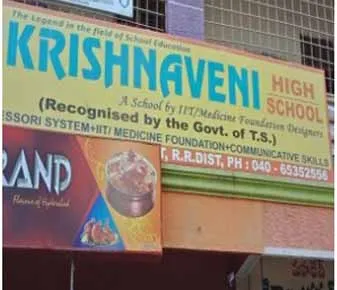 The Legend in the field of School Education
KRISHNAVENI HIGH SCHOOL
A School by IIT/Medicine Foundation Designers
(Recognised by the Govt. of T.S.)
ESSORI SYSTEM+IIT/ MEDICINE FOUNDATION+COMMUNICATIVE SKILLS
, R.R.DIST, PH : 040 - 65352556
RAND
Flavour of Hyderabad